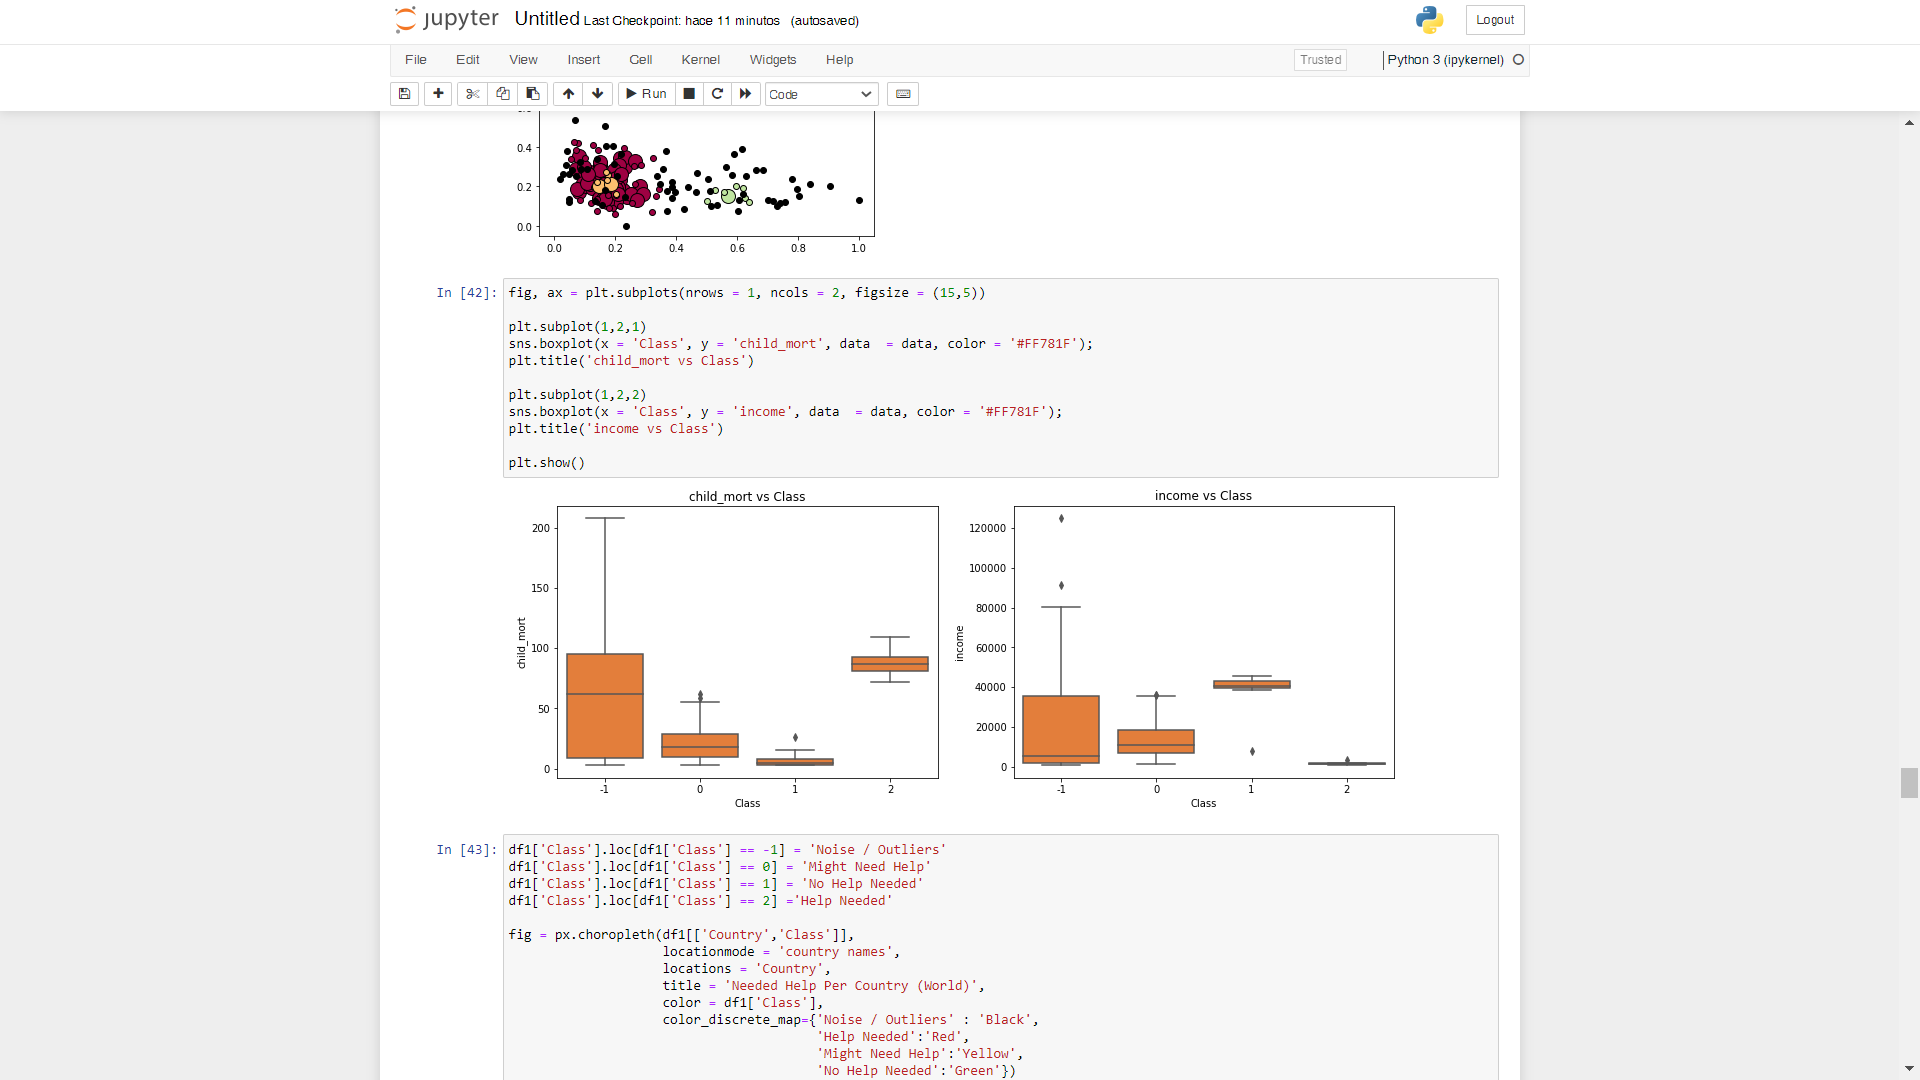 jupyter Untitled Last Checkpoint: hace 11 minutos (autosaved)
Logout
File Edit View Insert Cell Kernel Widgets Help
Trusted
Python 3 (ipykernel)
Run
Code
0.4
0.2
0.0
0.0 0.2 0.4 0.6 0.8 1.0
In [42]:
fig, ax = plt.subplots(nrows = 1, ncols = 2, figsize = (15,5))
plt.subplot(1,2,1)
sns.boxplot(x = 'Class', y = 'child_mort', data  = data, color = '#FF781F');
plt.title('child_mort vs Class')
plt.subplot(1,2,2)
sns.boxplot(x = 'Class', y = 'income', data  = data, color = '#FF781F');
plt.title('income vs Class')
plt.show()
child_mort vs Class
200
150
100
50
0
child_mort
-1 0 1 2
Class
income vs Class
120000
100000
80000
60000
40000
20000
0
income
-1 0 1 2
Class
In [43]:
df1['Class'].loc[df1['Class'] == -1] = 'Noise / Outliers'
df1['Class'].loc[df1['Class'] == 0] = 'Might Need Help'
df1['Class'].loc[df1['Class'] == 1] = 'No Help Needed'
df1['Class'].loc[df1['Class'] == 2] ='Help Needed'
fig = px.choropleth(df1[['Country','Class']],
locationmode = 'country names',
locations = 'Country',
title = 'Needed Help Per Country (World)',
color = df1['Class'],
color_discrete_map={'Noise / Outliers' : 'Black',
'Help Needed':'Red',
'Might Need Help':'Yellow',
'No Help Needed':'Green'})